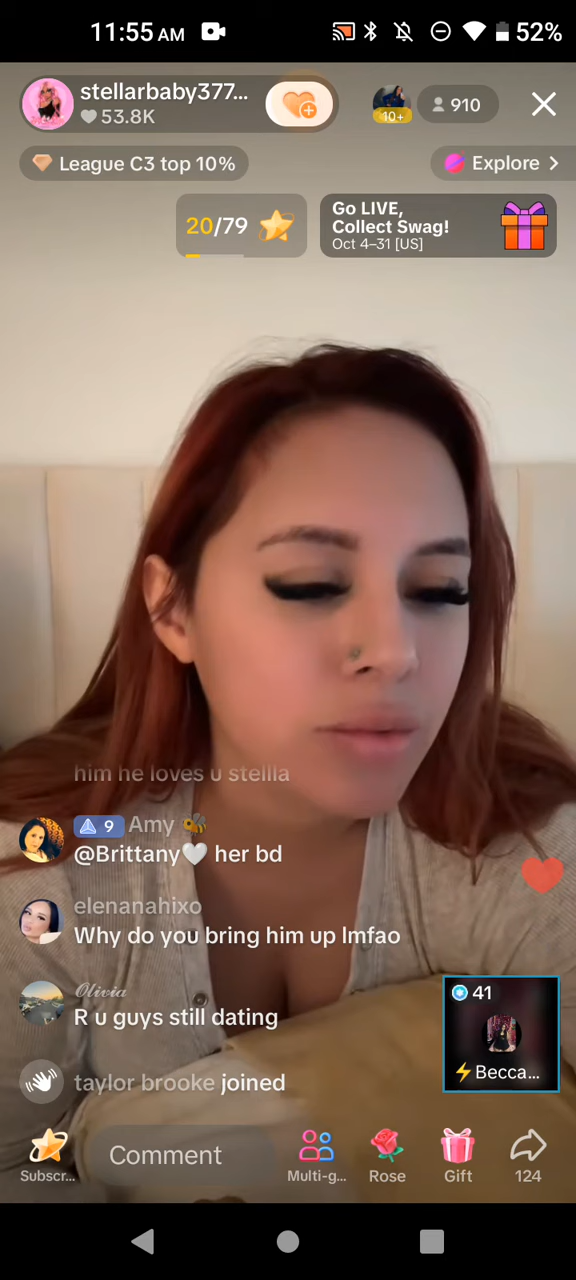 11:55 AM
52%
stellarbaby377...
53.8K
10+
910
League C3 top 10%
Explore >
20/79
Go LIVE,
Collect Swag!
Oct 4–31 [US]
him he loves u stellla
9 Amy 🐝
@Brittany🤍 her bd
elenanahixo
Why do you bring him up lmfao
𝒪𝓁𝒾𝓋𝒾𝒶
R u guys still dating
41
⚡Becca...
taylor brooke joined
Comment
Subscr...
Multi-g...
Rose
Gift
124